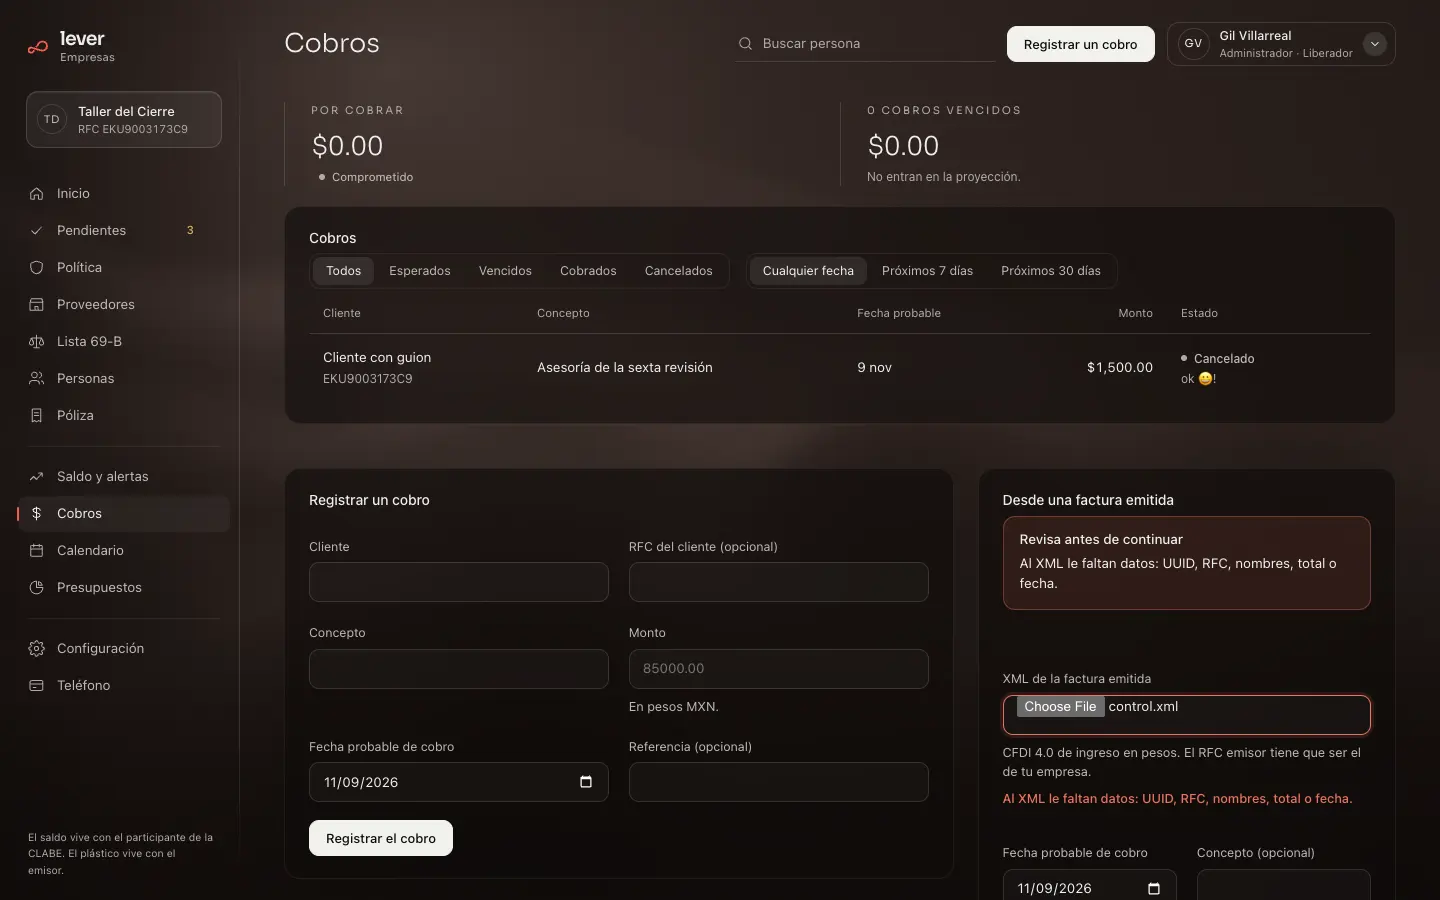 lever
Empresas
TD
Taller del Cierre
RFC EKU9003173C9
Inicio
Pendientes 3
Política
Proveedores
Lista 69-B
Personas
Póliza
Saldo y alertas
Cobros
Calendario
Presupuestos
Configuración
Teléfono
El saldo vive con el participante de la
CLABE. El plástico vive con el
emisor.
Cobros
Buscar persona
Registrar un cobro
GV
Gil Villarreal
Administrador · Liberador
POR COBRAR
$0.00
Comprometido
0 COBROS VENCIDOS
$0.00
No entran en la proyección.
Cobros
Todos Esperados Vencidos Cobrados Cancelados Cualquier fecha Próximos 7 días Próximos 30 días
Cliente Concepto Fecha probable Monto Estado
Cliente con guion
EKU9003173C9
Asesoría de la sexta revisión
9 nov
$1,500.00
Cancelado
ok 😀!
Registrar un cobro
Cliente
RFC del cliente (opcional)
Concepto
Monto
85000.00
En pesos MXN.
Fecha probable de cobro
11/09/2026
Referencia (opcional)
Registrar el cobro
Desde una factura emitida
Revisa antes de continuar
Al XML le faltan datos: UUID, RFC, nombres, total o
fecha.
XML de la factura emitida
Choose File control.xml
CFDI 4.0 de ingreso en pesos. El RFC emisor tiene que ser el
de tu empresa.
Al XML le faltan datos: UUID, RFC, nombres, total o fecha.
Fecha probable de cobro
11/09/2026
Concepto (opcional)